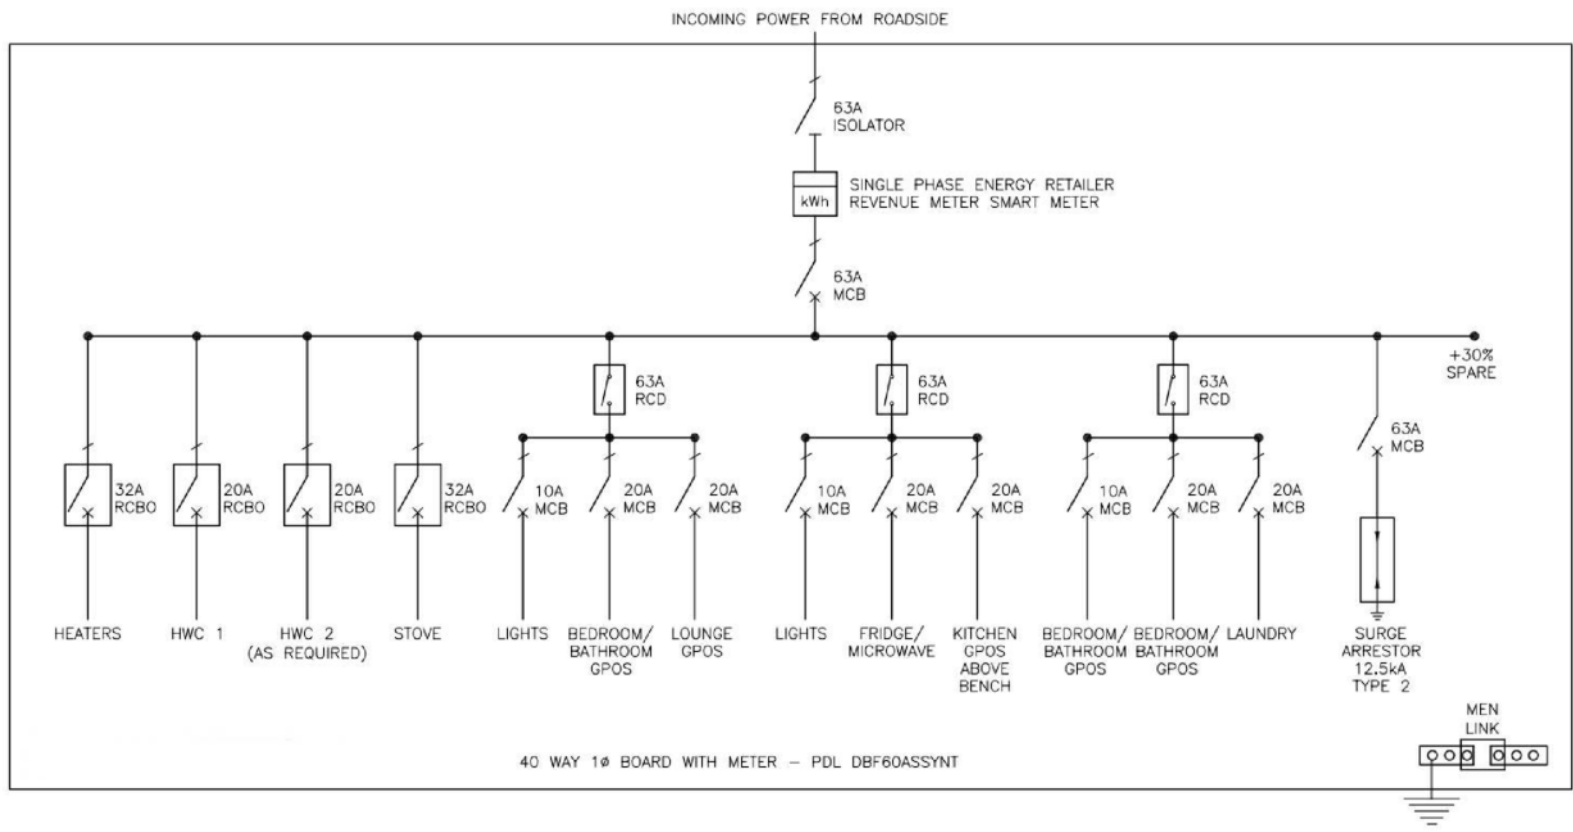 INCOMING POWER FROM ROADSIDE
63A
ISOLATOR
SINGLE PHASE ENERGY RETAILER
REVENUE METER SMART METER
kWh
63A
MCB
+30%
SPARE
63A
RCD
63A
RCD
63A
RCD
63A
MCB
32A
RCBO
20A
RCBO
20A
RCBO
32A
RCBO
10A
MCB
20A
MCB
20A
MCB
10A
MCB
20A
MCB
20A
MCB
10A
MCB
20A
MCB
20A
MCB
HEATERS
HWC 1
HWC 2
(AS REQUIRED)
STOVE
LIGHTS
BEDROOM/
BATHROOM
GPOS
LOUNGE
GPOS
LIGHTS
FRIDGE/
MICROWAVE
KITCHEN
GPOS
ABOVE
BENCH
BEDROOM/
BATHROOM
GPOS
BEDROOM/
BATHROOM
GPOS
LAUNDRY
SURGE
ARRESTOR
12.5kA
TYPE 2
MEN
LINK
40 WAY 1ø BOARD WITH METER – PDL DBF60ASSYNT